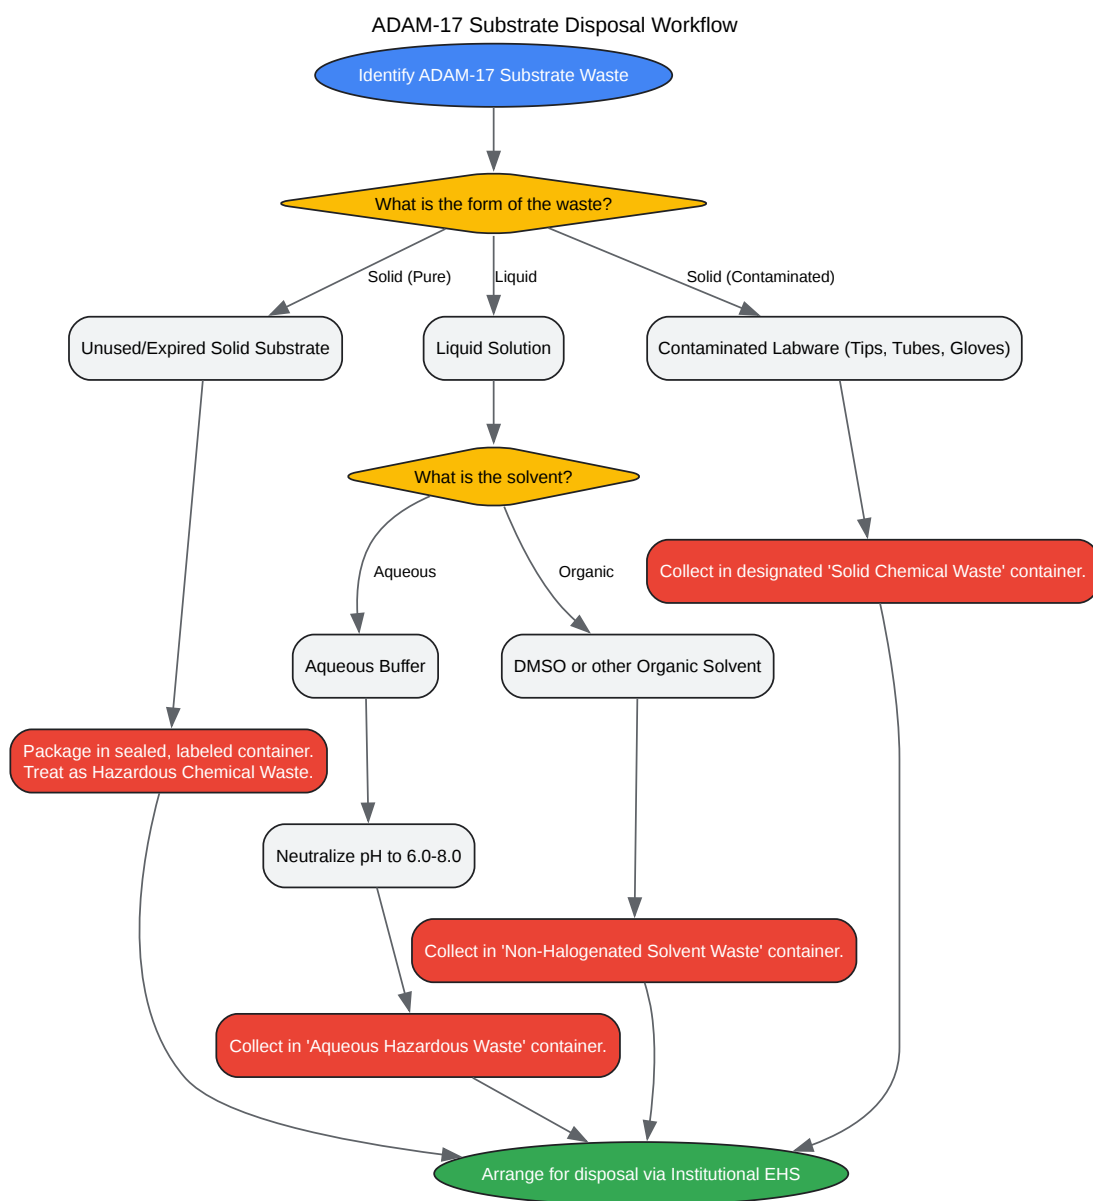 ADAM-17 Substrate Disposal Workflow
Identify ADAM-17 Substrate Waste
What is the form of the waste?
Solid (Pure)
Liquid
Solid (Contaminated)
Unused/Expired Solid Substrate
Liquid Solution
Contaminated Labware (Tips, Tubes, Gloves)
What is the solvent?
Aqueous
Organic
Collect in designated 'Solid Chemical Waste' container.
Aqueous Buffer
DMSO or other Organic Solvent
Package in sealed, labeled container.
Treat as Hazardous Chemical Waste.
Neutralize pH to 6.0-8.0
Collect in 'Non-Halogenated Solvent Waste' container.
Collect in 'Aqueous Hazardous Waste' container.
Arrange for disposal via Institutional EHS